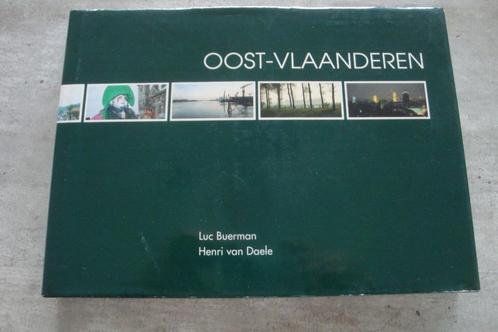 OOST-VLAANDEREN
Luc Buerman
Henri van Daele